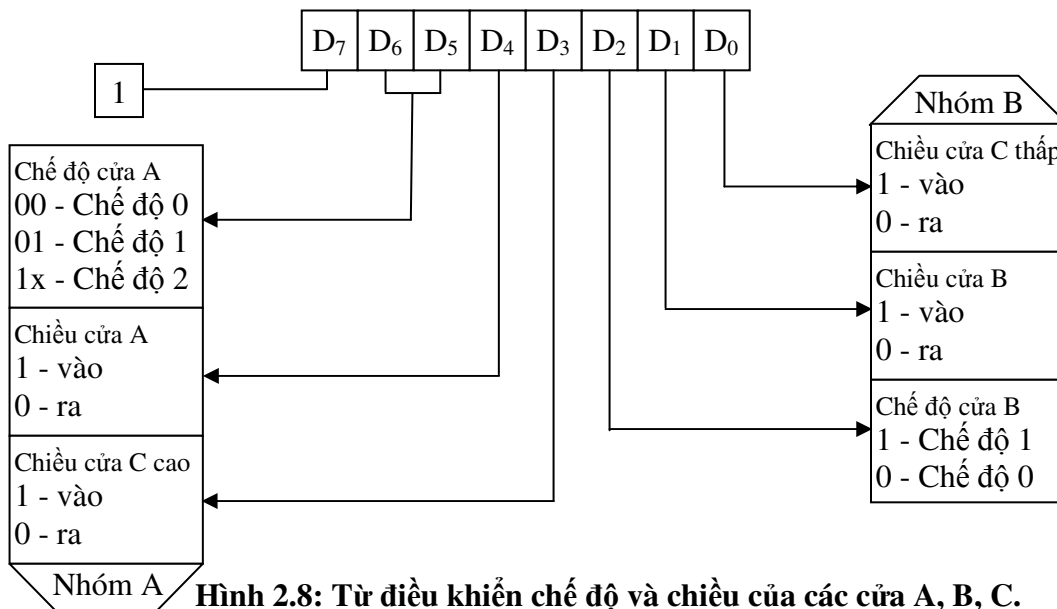 D₇ D₆ D₅ D₄ D₃ D₂ D₁ D₀
1
Chế độ cửa A
00 - Chế độ 0
01 - Chế độ 1
1x - Chế độ 2
Chiều cửa A
1 - vào
0 - ra
Chiều cửa C cao
1 - vào
0 - ra
Nhóm A
Nhóm B
Chiều cửa C thấp
1 - vào
0 - ra
Chiều cửa B
1 - vào
0 - ra
Chế độ cửa B
1 - Chế độ 1
0 - Chế độ 0
Hình 2.8: Từ điều khiển chế độ và chiều của các cửa A, B, C.